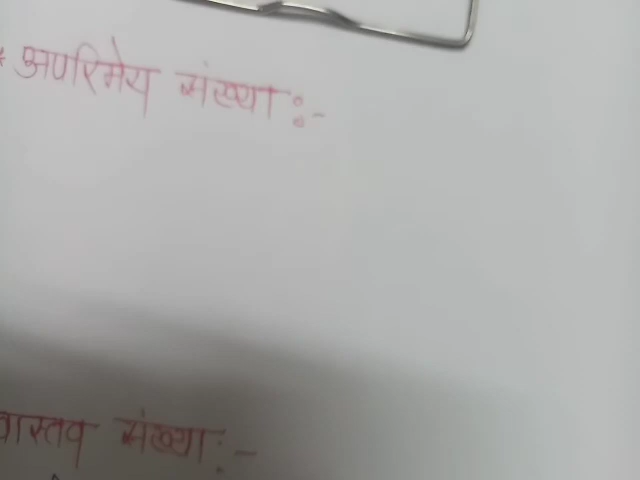 * अपरिमेय संख्या :-
वास्तव संख्या :-